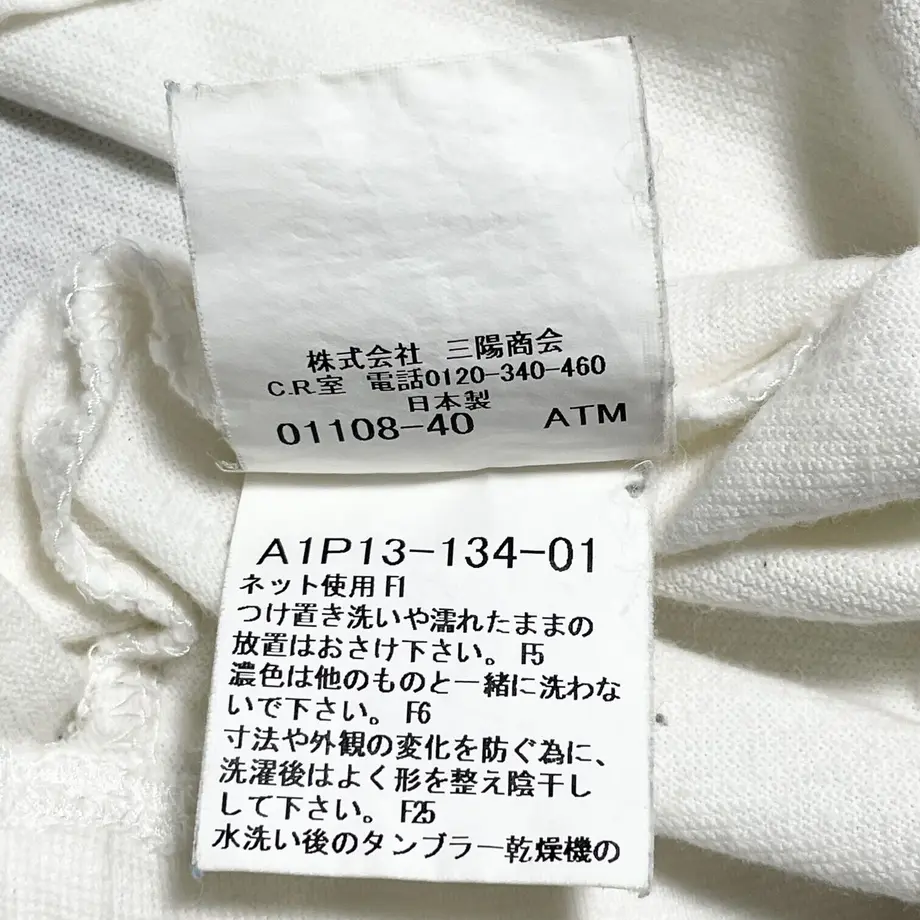 株式会社 三陽商会
C.R.室 電話0120-340-460
日本製
01108-40 ATM
A1P13-134-01
ネット使用 F1
つけ置き洗いや濡れたままの
放置はおさけ下さい。 F5
濃色は他のものと一緒に洗わな
いで下さい。 F6
寸法や外観の変化を防ぐ為に、
洗濯後はよく形を整え陰干し
して下さい。 F25
水洗い後のタンブラー乾燥機の